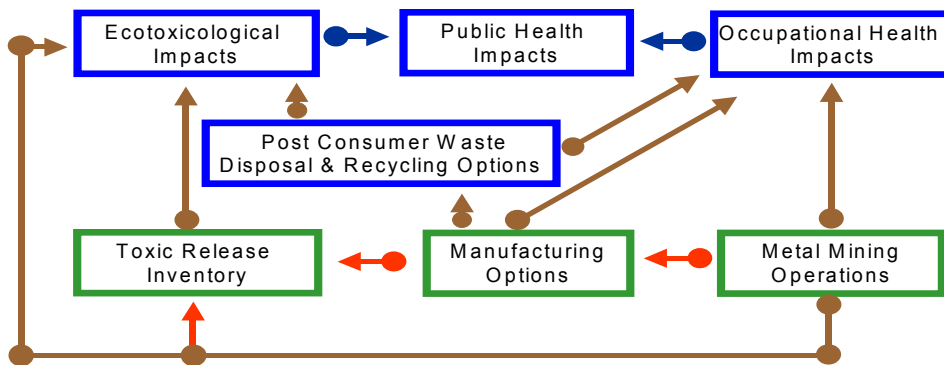 Ecotoxicological
Impacts
Public Health
Impacts
Occupational Health
Impacts
Post Consumer Waste
Disposal & Recycling Options
Toxic Release
Inventory
Manufacturing
Options
Metal Mining
Operations